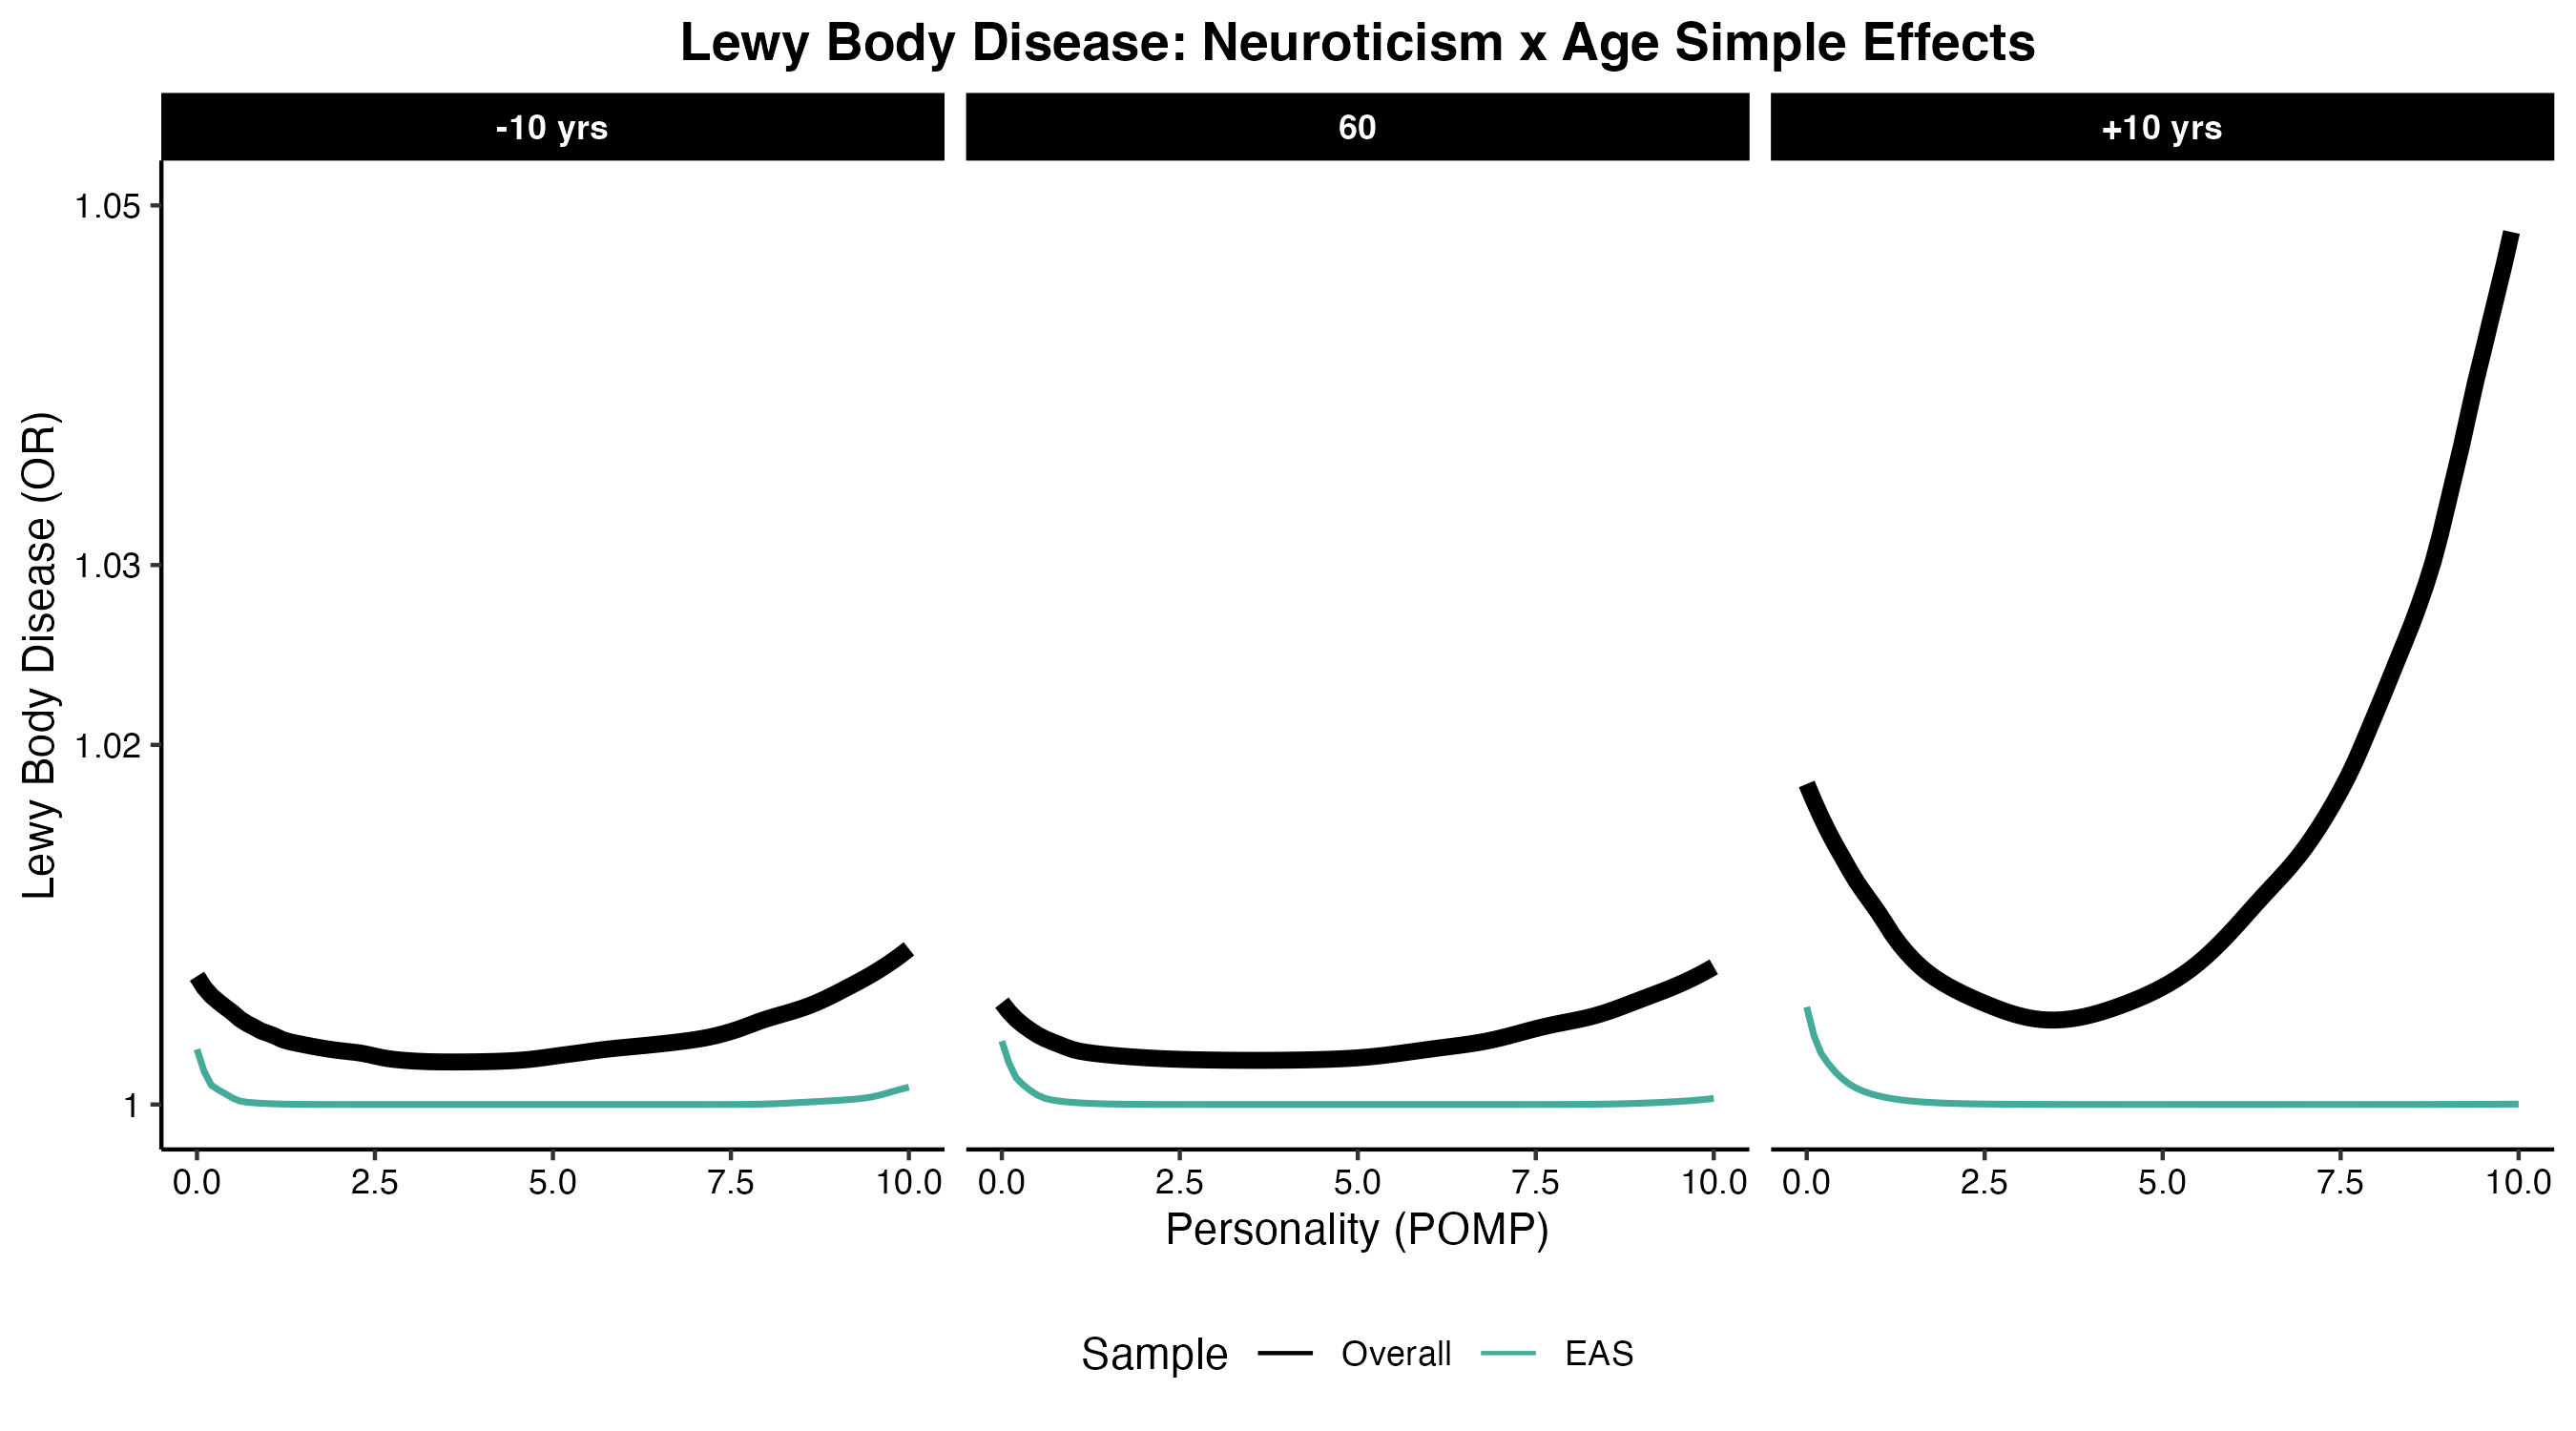 Lewy Body Disease: Neuroticism x Age Simple Effects
-10 yrs
60
+10 yrs
Lewy Body Disease (OR)
1.05
1.03
1.02
1
0.0 2.5 5.0 7.5 10.0
0.0 2.5 5.0 7.5 10.0
0.0 2.5 5.0 7.5 10.0
Personality (POMP)
Sample Overall EAS